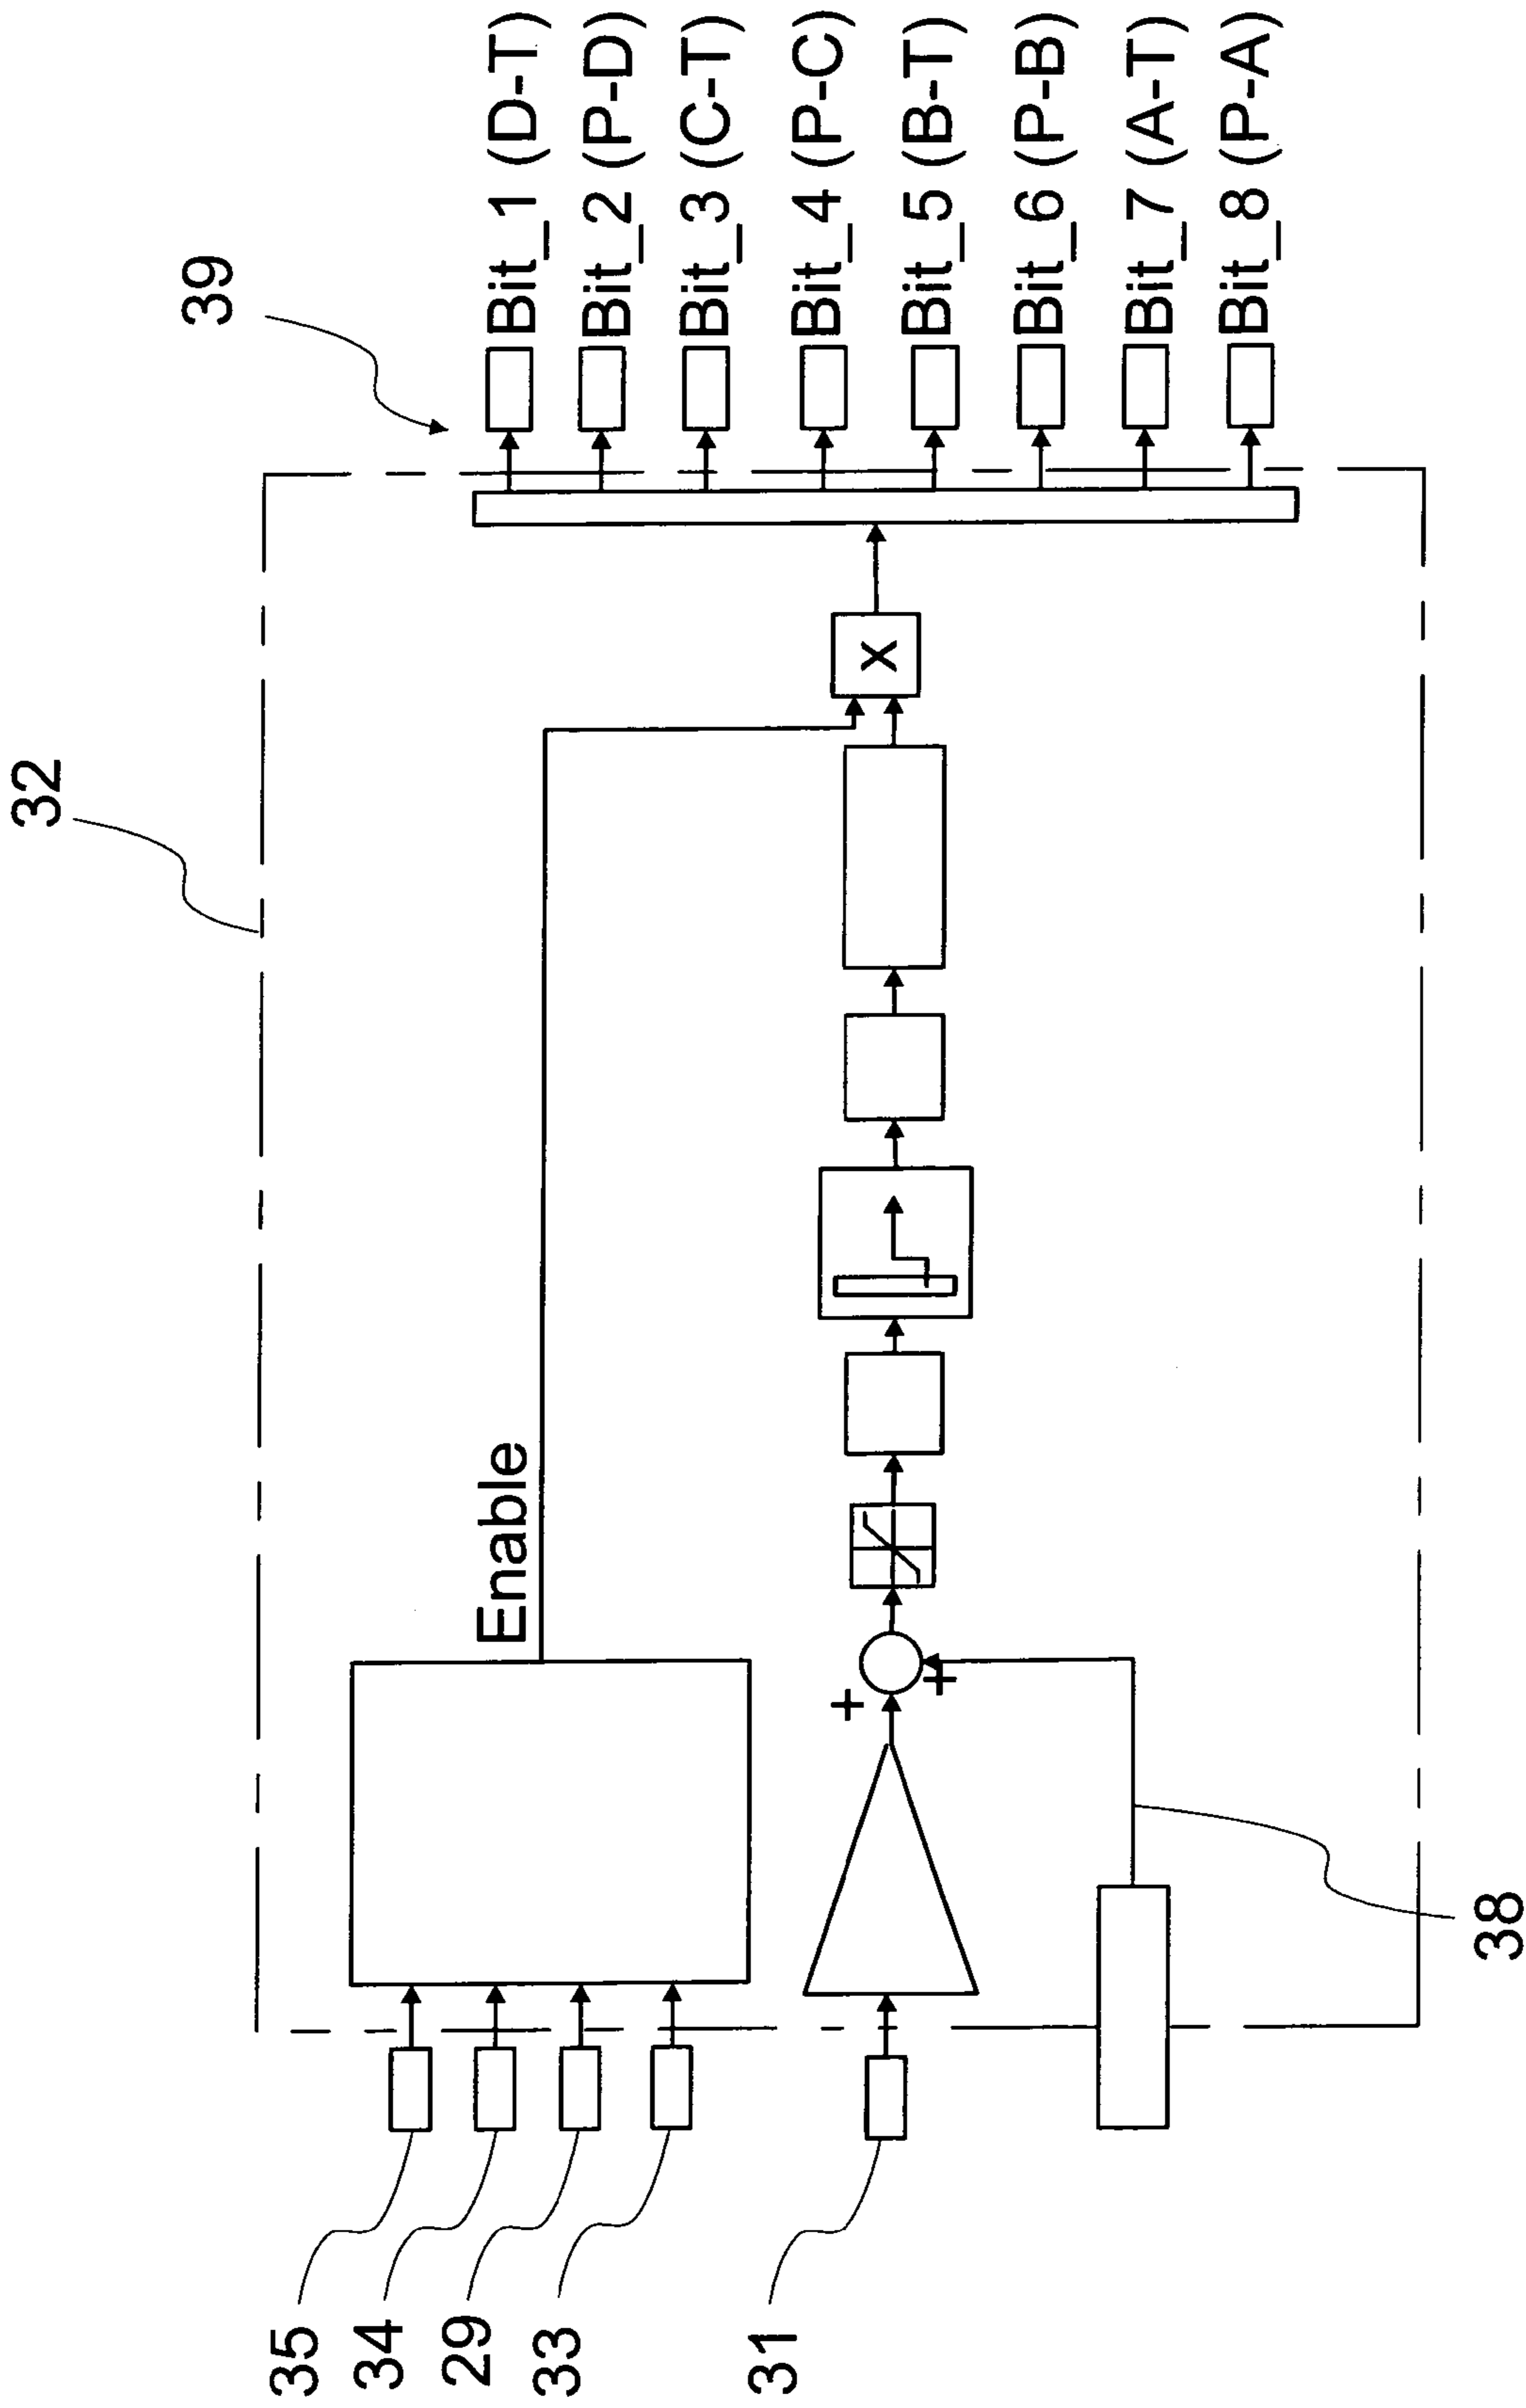 32
39
Bit_1 (D-T)
Bit_2 (P-D)
Bit_3 (C-T)
Bit_4 (P-C)
Bit_5 (B-T)
Bit_6 (P-B)
Bit_7 (A-T)
Bit_8 (P-A)
Enable
x
+
+
35
34
29
33
31
38